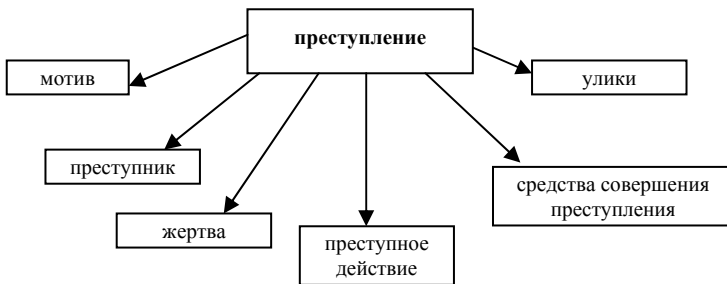 преступление
мотив
улики
преступник
средства совершения
преступления
жертва
преступное
действие